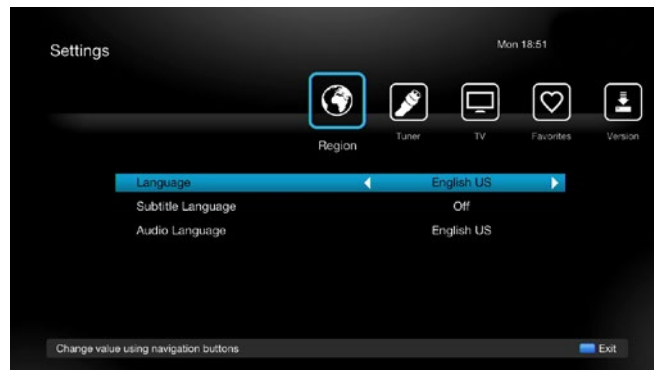 Settings
Mon 18:51
Region
Tuner
TV
Favorites
Version
Language English US
Subtitle Language Off
Audio Language English US
Change value using navigation buttons Exit